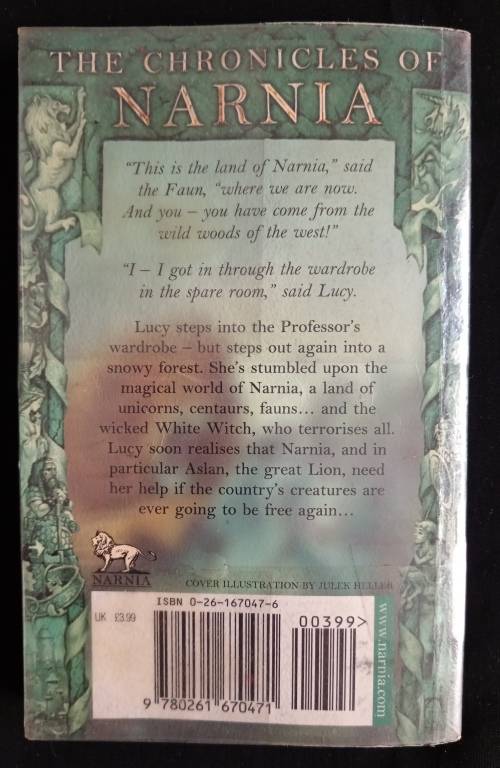 THE CHRONICLES OF
NARNIA
“This is the land of Narnia,” said
the Faun, “where we are now.
And you – you have come from the
wild woods of the west!”
“I – I got in through the wardrobe
in the spare room,” said Lucy.
Lucy steps into the Professor’s
wardrobe – but steps out again into a
snowy forest. She’s stumbled upon the
magical world of Narnia, a land of
unicorns, centaurs, fauns… and the
wicked White Witch, who terrorises all.
Lucy soon realises that Narnia, and in
particular Aslan, the great Lion, need
her help if the country’s creatures are
ever going to be free again…
NARNIA
COVER ILLUSTRATION BY JULEK HELLER
ISBN 0-26-167047-6
UK £3.99
00399>
9 780261 670471
www.narnia.com